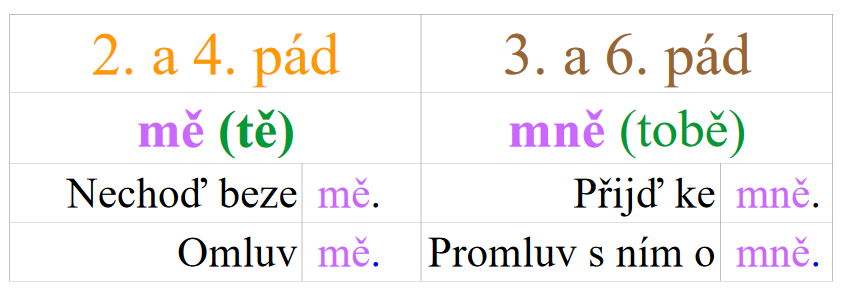 2. a 4. pád 3. a 6. pád
mě (tě) mně (tobě)
Nechoď beze mě. Přijď ke mně.
Omluv mě. Promluv s ním o mně.